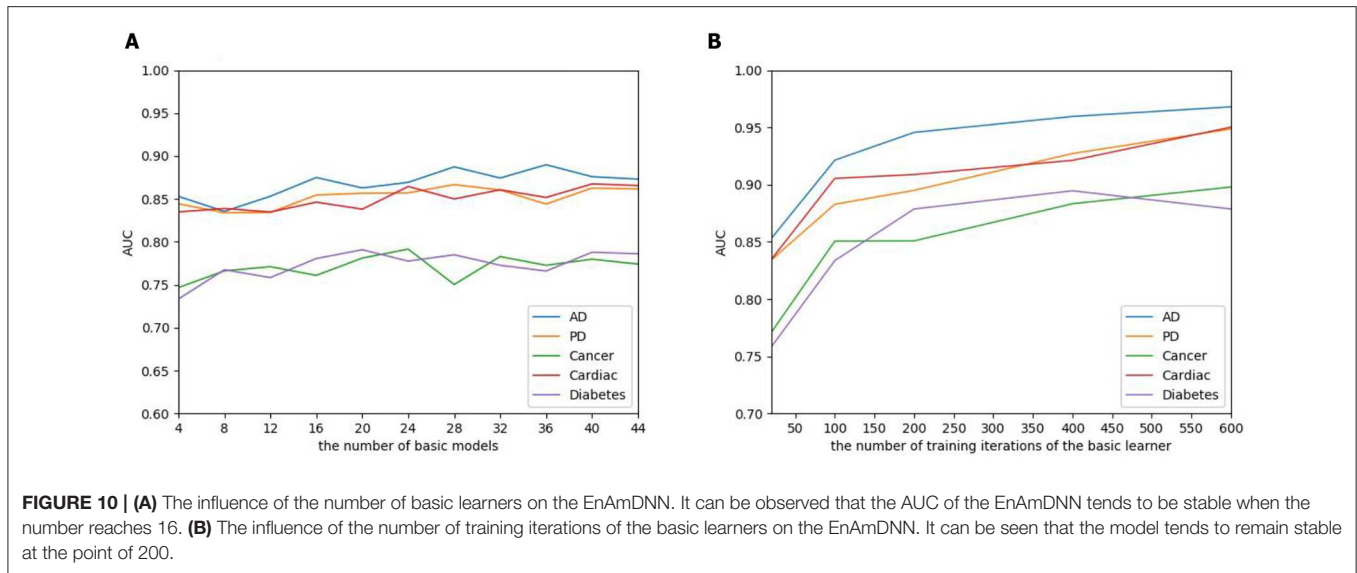 A
1.00
0.95
0.90
0.85
0.80
0.75
0.70
0.65
0.60
AUC
4 8 12 16 20 24 28 32 36 40 44
the number of basic models
AD
PD
Cancer
Cardiac
Diabetes
B
1.00
0.95
0.90
0.85
0.80
0.75
0.70
AUC
50 100 150 200 250 300 350 400 450 500 550 600
the number of training iterations of the basic learner
AD
PD
Cancer
Cardiac
Diabetes
FIGURE 10 | (A) The influence of the number of basic learners on the EnAmDNN. It can be observed that the AUC of the EnAmDNN tends to be stable when the
number reaches 16. (B) The influence of the number of training iterations of the basic learners on the EnAmDNN. It can be seen that the model tends to remain stable
at the point of 200.